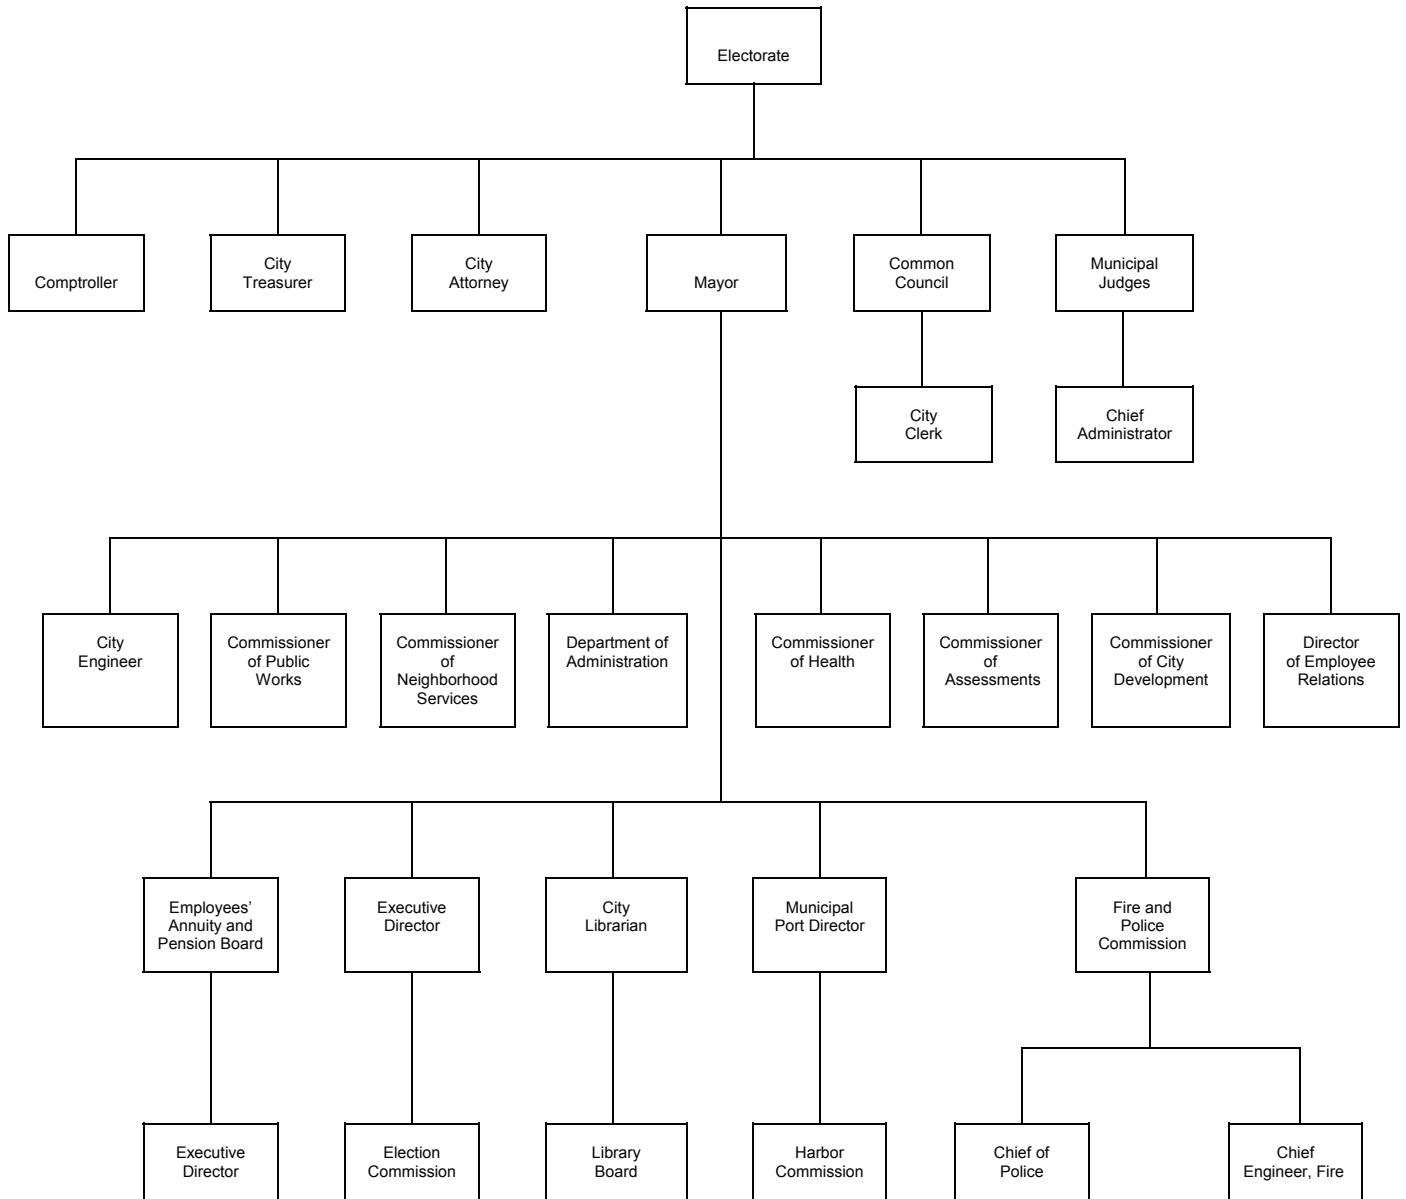 Electorate
Comptroller
City
Treasurer
City
Attorney
Mayor
Common
Council
Municipal
Judges
City
Clerk
Chief
Administrator
City
Engineer
Commissioner
of Public
Works
Commissioner
of
Neighborhood
Services
Department of
Administration
Commissioner
of Health
Commissioner
of
Assessments
Commissioner
of City
Development
Director
of Employee
Relations
Employees’
Annuity and
Pension Board
Executive
Director
City
Librarian
Municipal
Port Director
Fire and
Police
Commission
Executive
Director
Election
Commission
Library
Board
Harbor
Commission
Chief of
Police
Chief
Engineer, Fire